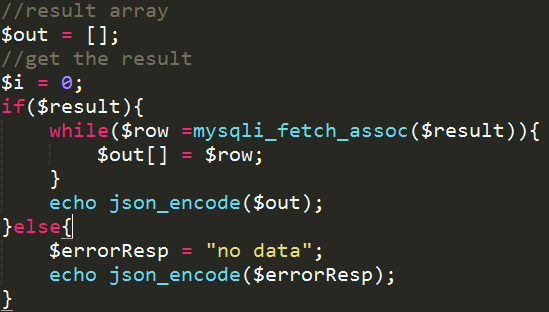 //result array
$out = [];
//get the result
$i = 0;
if($result){
    while($row =mysqli_fetch_assoc($result)){
        $out[] = $row;
    }
    echo json_encode($out);
}else{
    $errorResp = "no data";
    echo json_encode($errorResp);
}